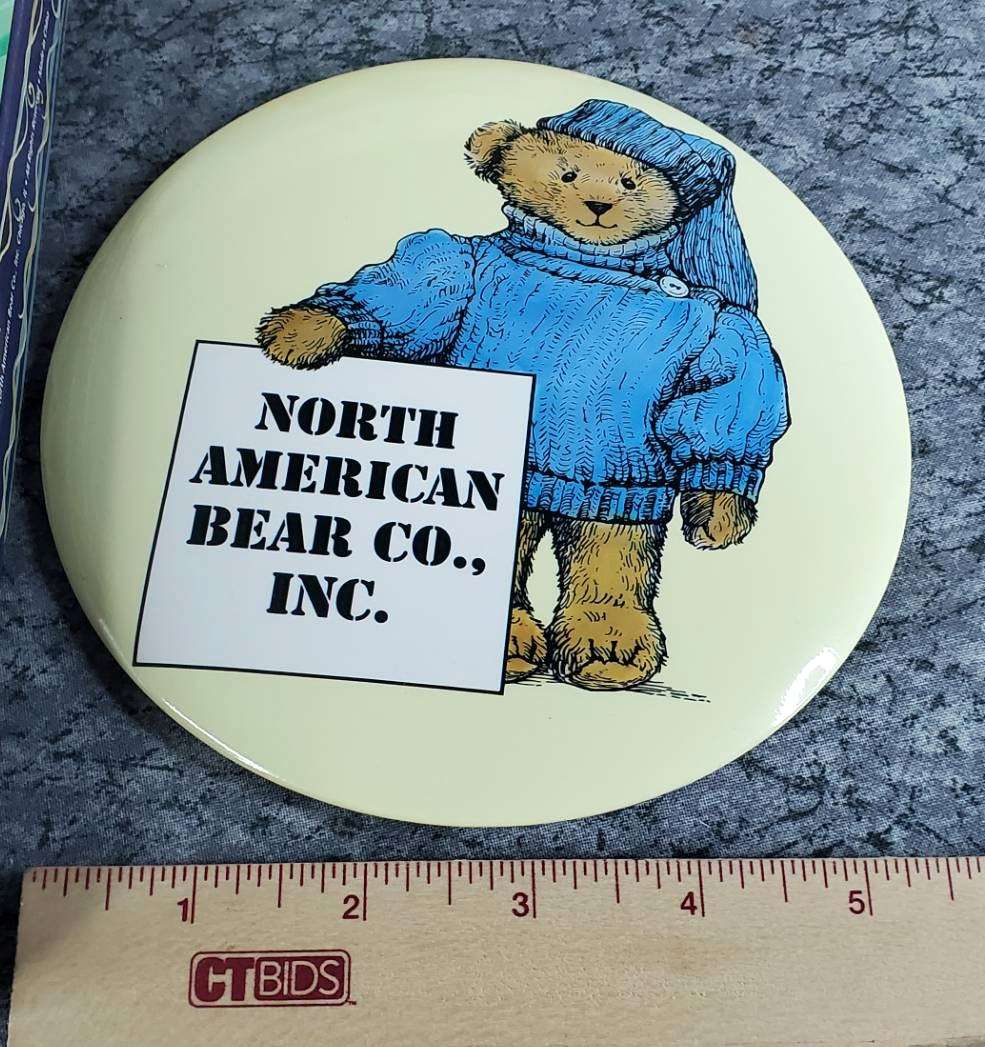 NORTH
AMERICAN
BEAR CO.,
INC.
1 2 3 4 5
CTBIDS